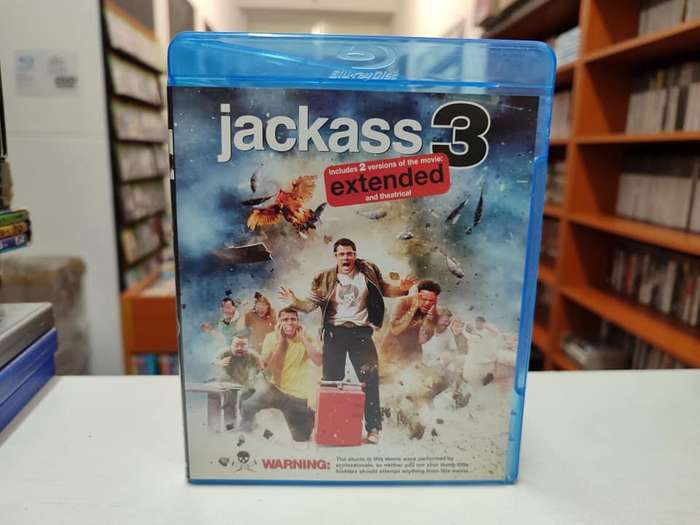 Blu-ray Disc
jackass 3
includes 2 versions of the movie:
extended
and theatrical
WARNING: The stunts in this movie were performed by
professionals, so neither you nor your dumb little
buddies should attempt anything from this movie.